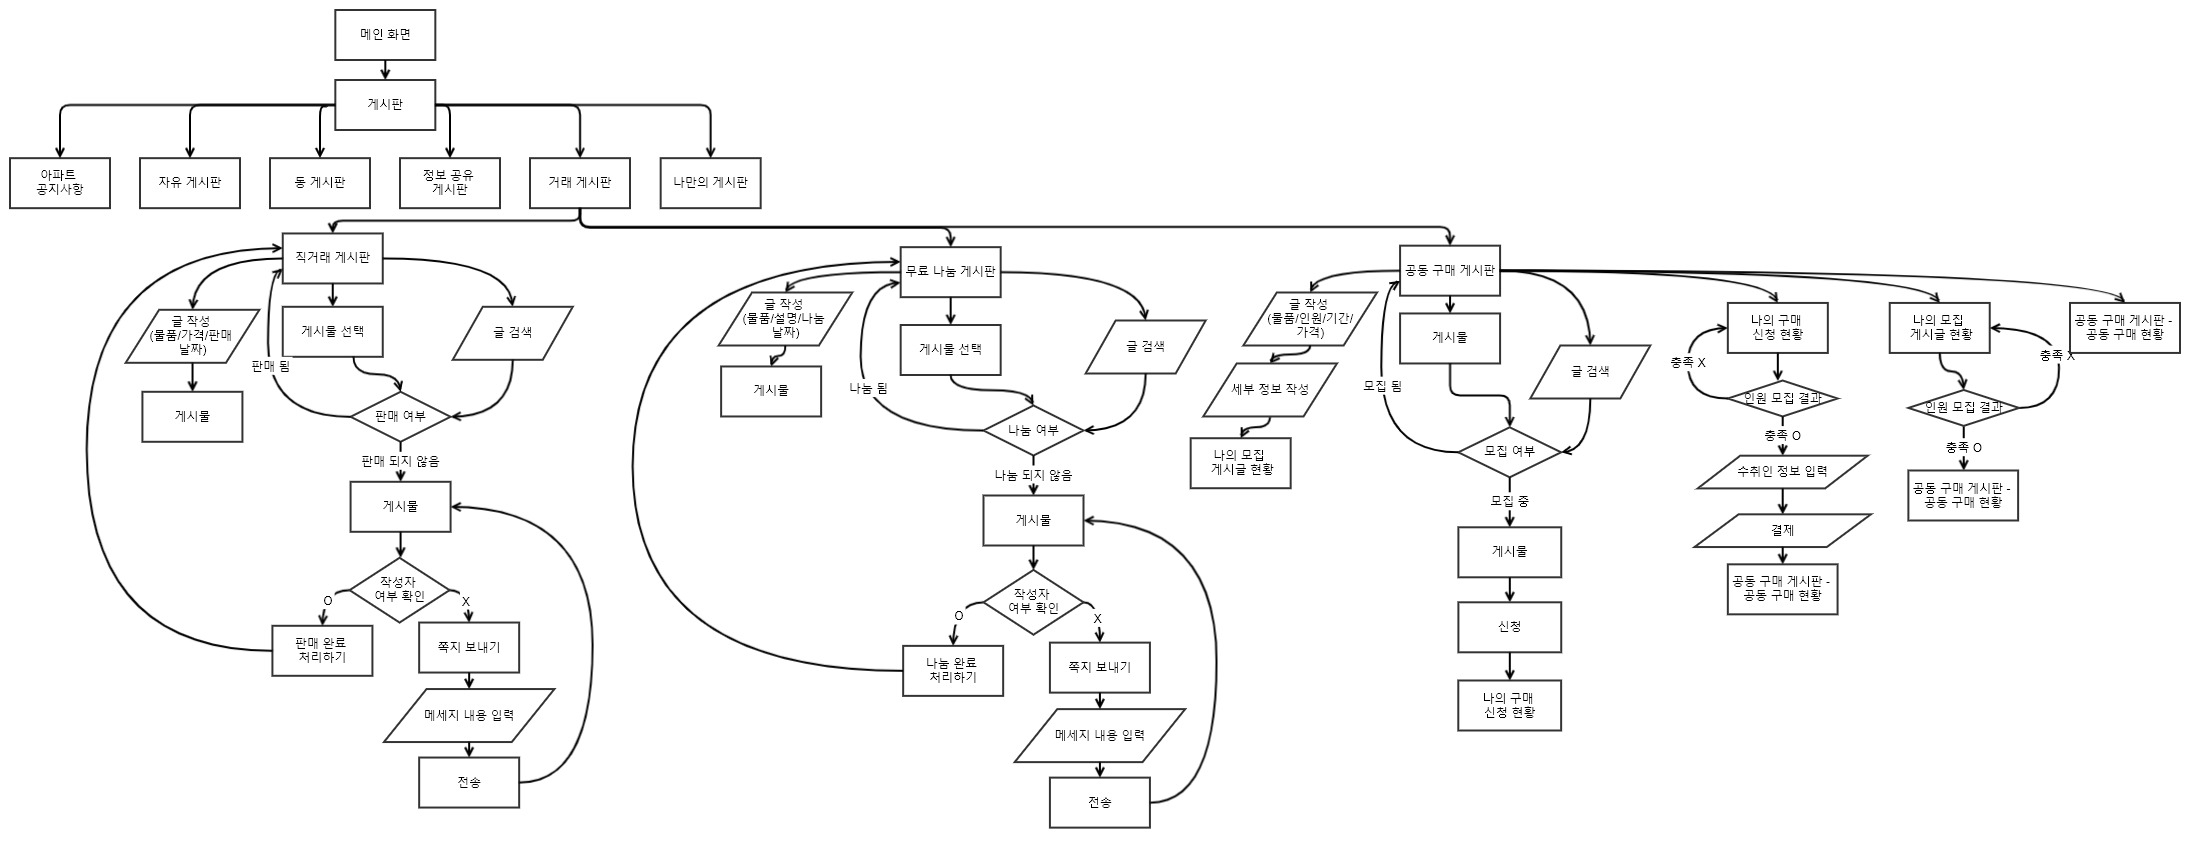 메인 화면
게시판
아파트
공지사항
자유 게시판
동 게시판
정보 공유
게시판
거래 게시판
나만의 게시판
직거래 게시판
글 작성
(물품/가격/판매
날짜)
게시물
게시물 선택
글 검색
판매 됨
판매 여부
판매 되지 않음
게시물
작성자
여부 확인
O
X
판매 완료
처리하기
쪽지 보내기
메세지 내용 입력
전송
무료 나눔 게시판
글 작성
(물품/설명/나눔
날짜)
게시물
게시물 선택
글 검색
나눔 됨
나눔 여부
나눔 되지 않음
게시물
작성자
여부 확인
O
X
나눔 완료
처리하기
쪽지 보내기
메세지 내용 입력
전송
공동 구매 게시판
글 작성
(물품/인원/기간/
가격)
세부 정보 작성
나의 모집
게시글 현황
게시물
글 검색
모집 됨
모집 여부
모집 중
게시물
신청
나의 구매
신청 현황
나의 구매
신청 현황
충족 X
인원 모집 결과
충족 O
수취인 정보 입력
결제
공동 구매 게시판 -
공동 구매 현황
나의 모집
게시글 현황
충족 X
인원 모집 결과
충족 O
공동 구매 게시판 -
공동 구매 현황
공동 구매 게시판 -
공동 구매 현황